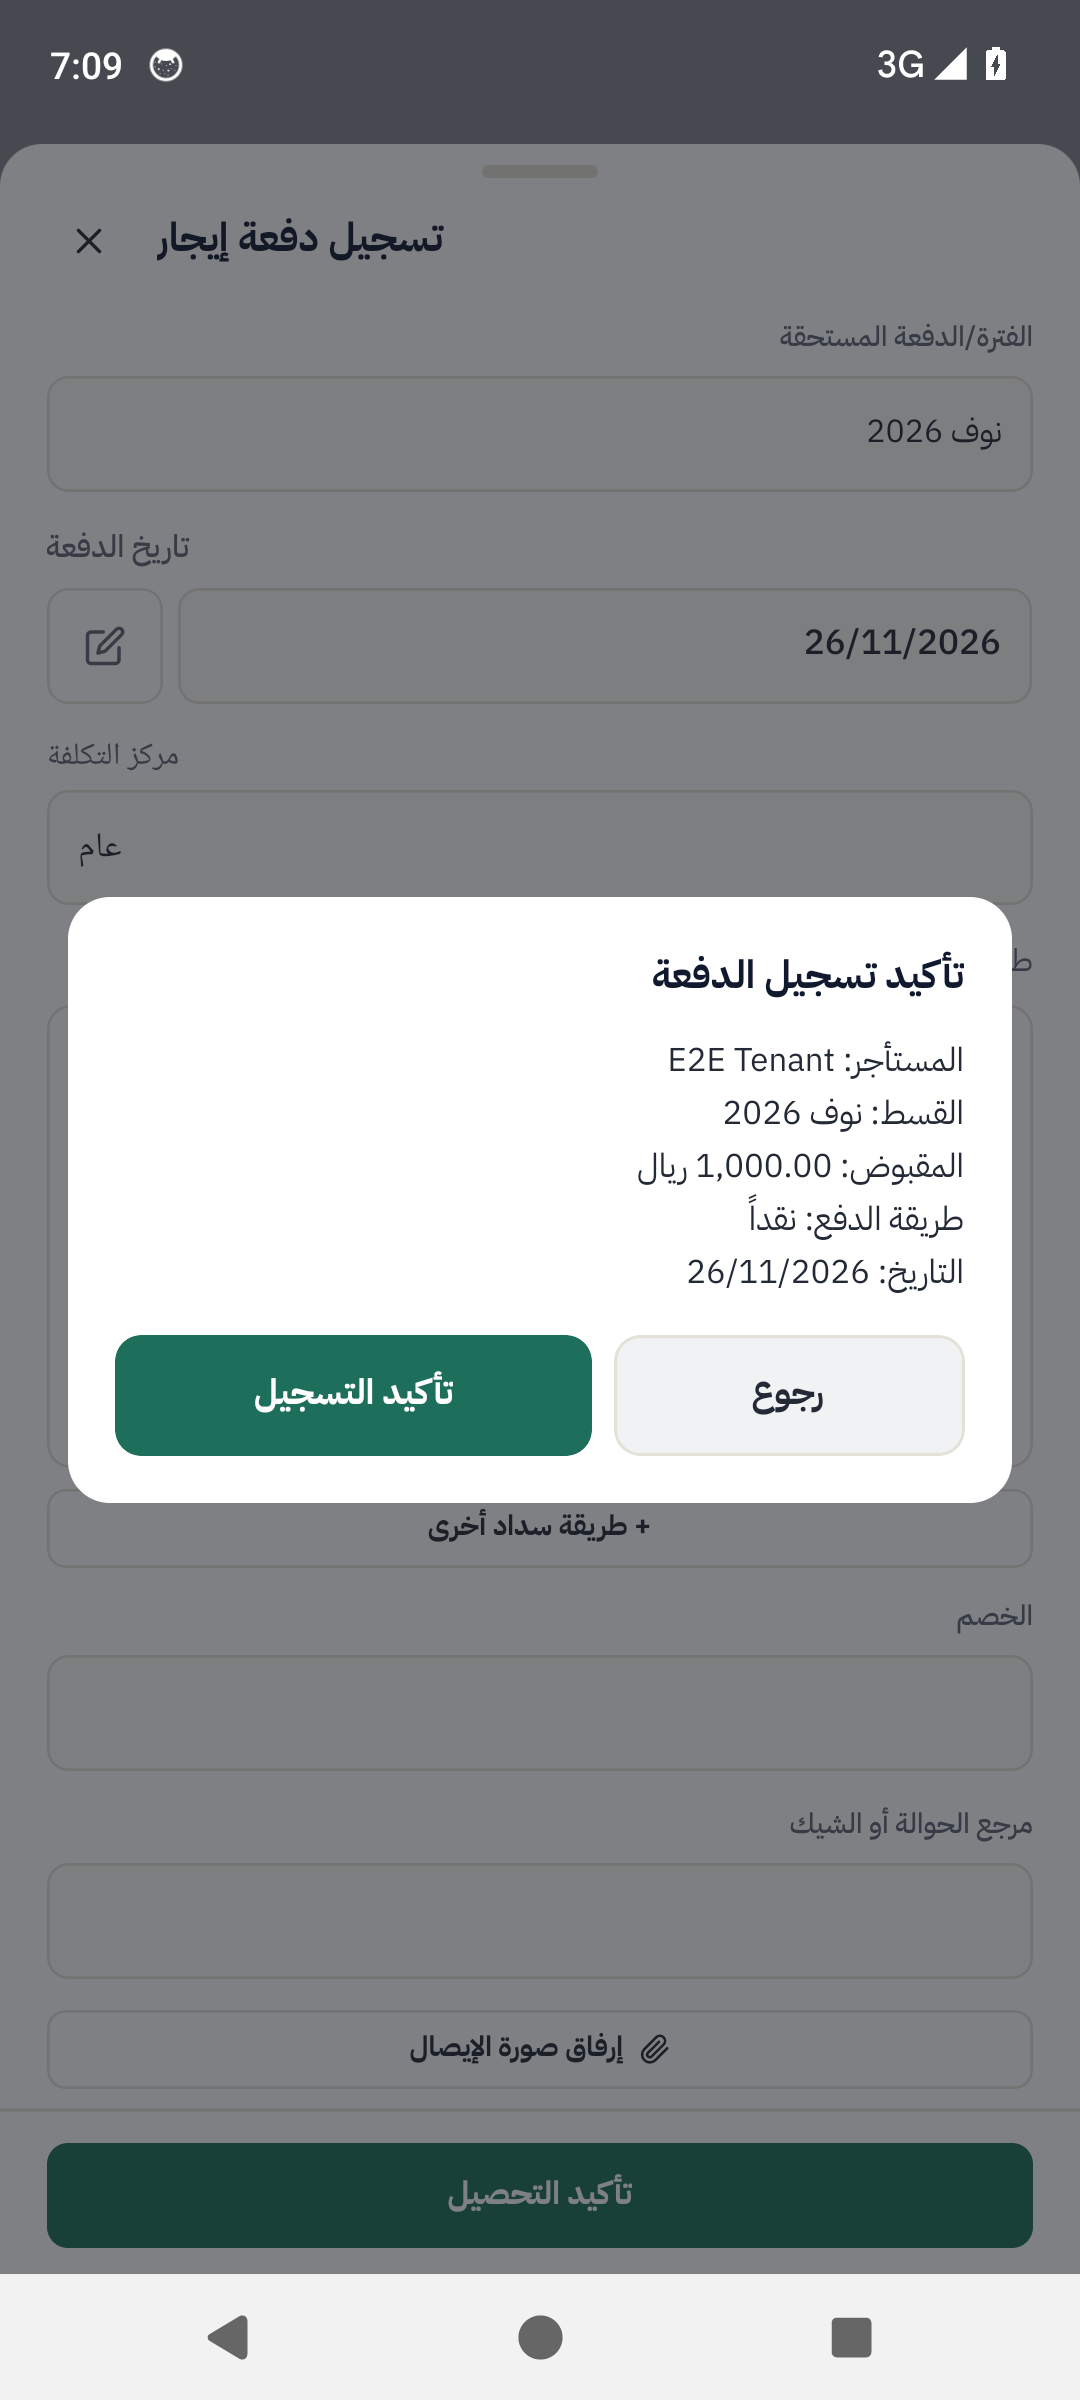 7:09
3G
تسجيل دفعة إيجار
الفترة/الدفعة المستحقة
نوف 2026
تاريخ الدفعة
26/11/2026
مركز التكلفة
عام
تأكيد تسجيل الدفعة
المستأجر: E2E Tenant
القسط: نوف 2026
المقبوض: 1,000.00 ريال
طريقة الدفع: نقداً
التاريخ: 26/11/2026
رجوع
تأكيد التسجيل
+ طريقة سداد أخرى
الخصم
مرجع الحوالة أو الشيك
إرفاق صورة الإيصال
تأكيد التحصيل